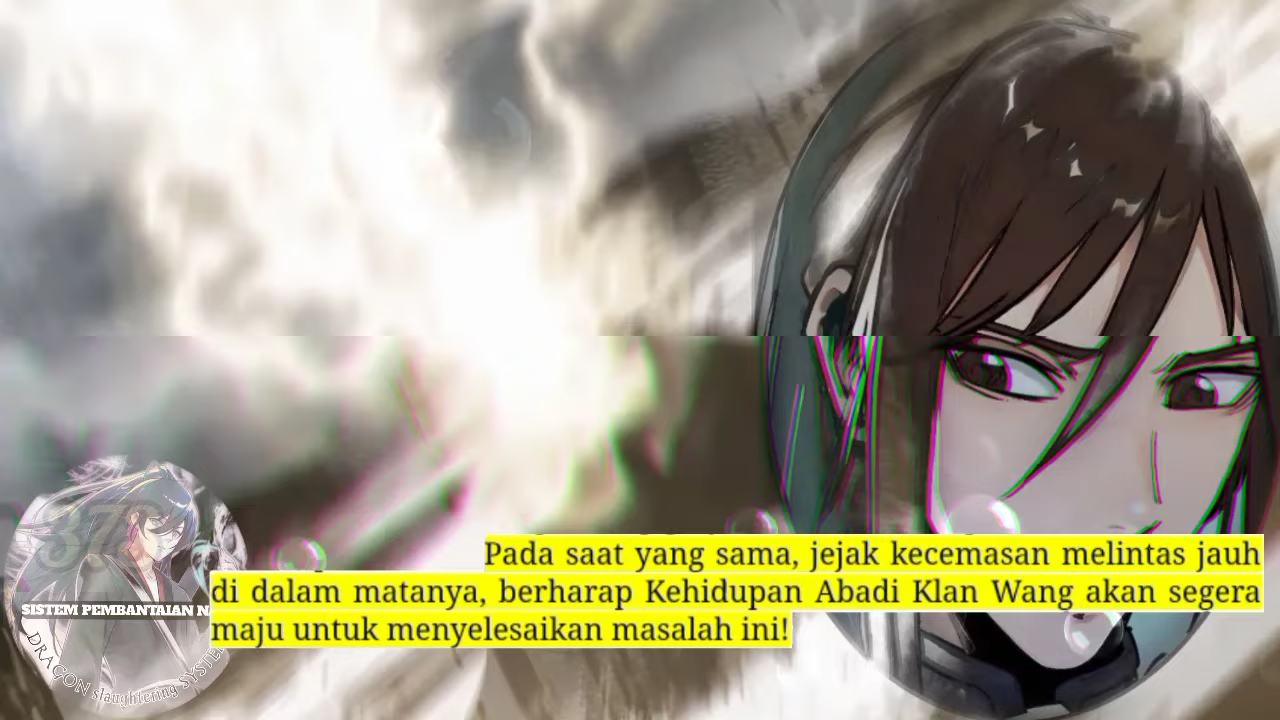 Pada saat yang sama, jejak kecemasan melintas jauh
di dalam matanya, berharap Kehidupan Abadi Klan Wang akan segera
maju untuk menyelesaikan masalah ini!
SISTEM PEMBANTAIAN N
DRAGON slaughtering SYSTE